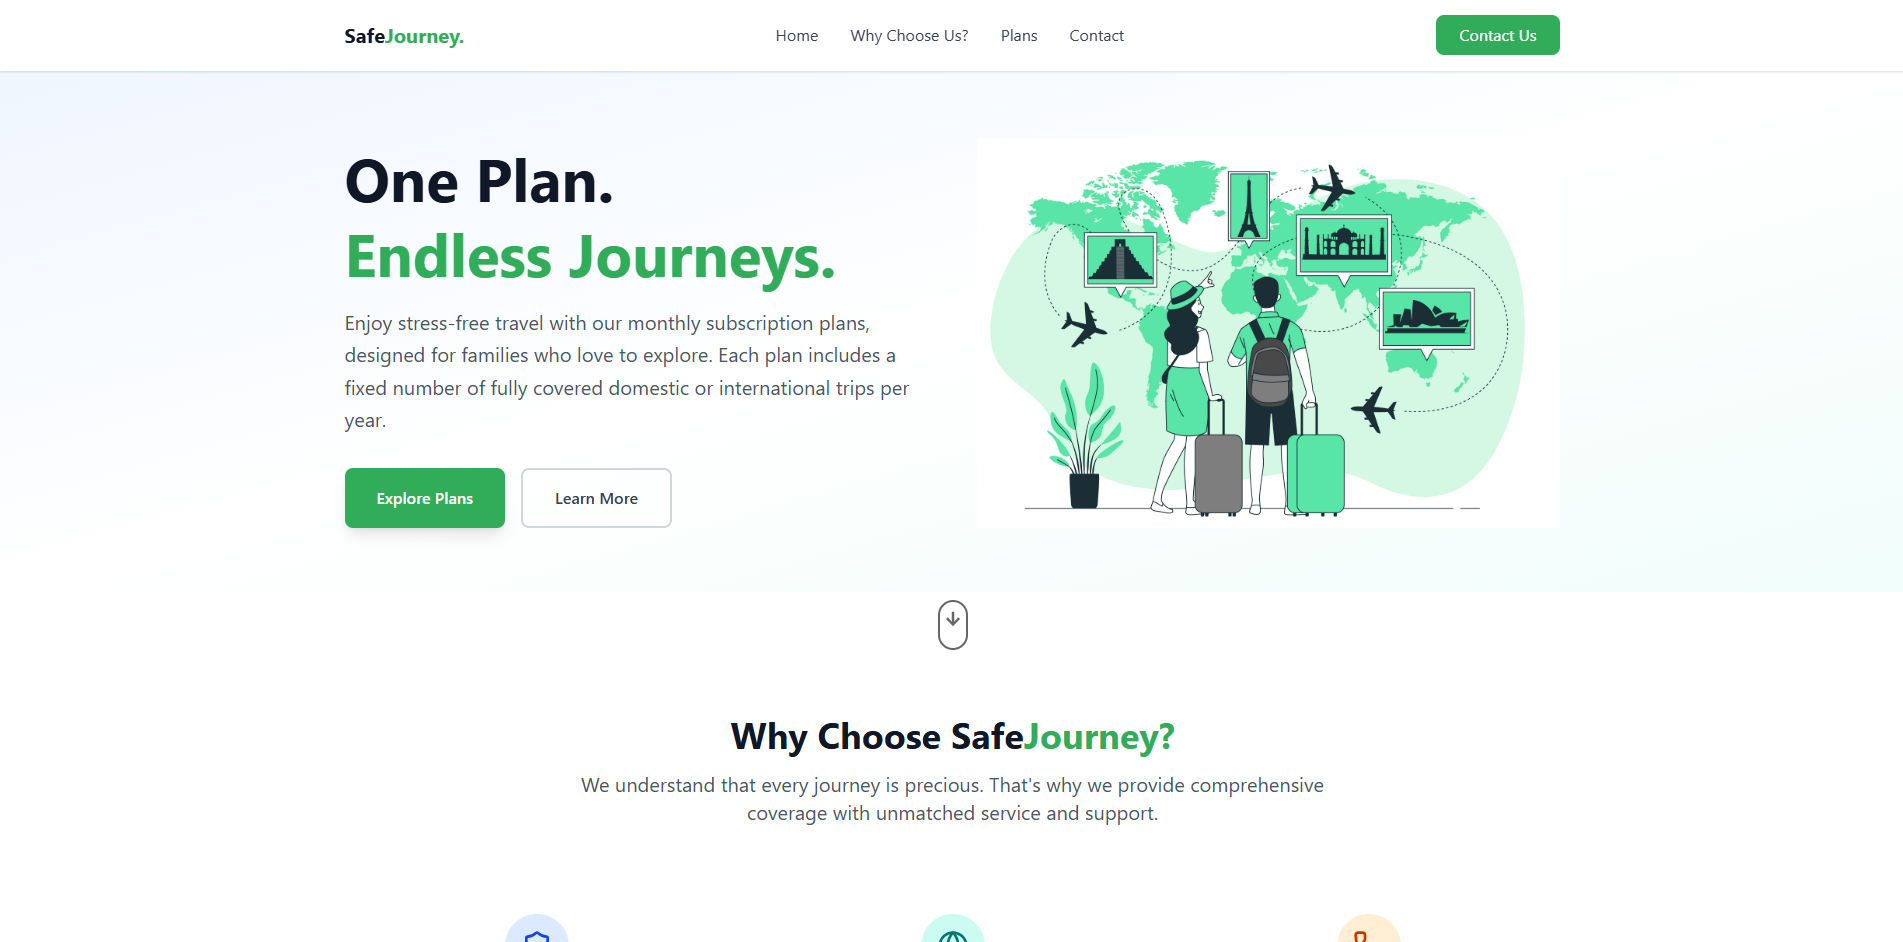 SafeJourney.
Home
Why Choose Us?
Plans
Contact
Contact Us
One Plan.
Endless Journeys.
Enjoy stress-free travel with our monthly subscription plans,
designed for families who love to explore. Each plan includes a
fixed number of fully covered domestic or international trips per
year.
Explore Plans
Learn More
Why Choose SafeJourney?
We understand that every journey is precious. That's why we provide comprehensive
coverage with unmatched service and support.